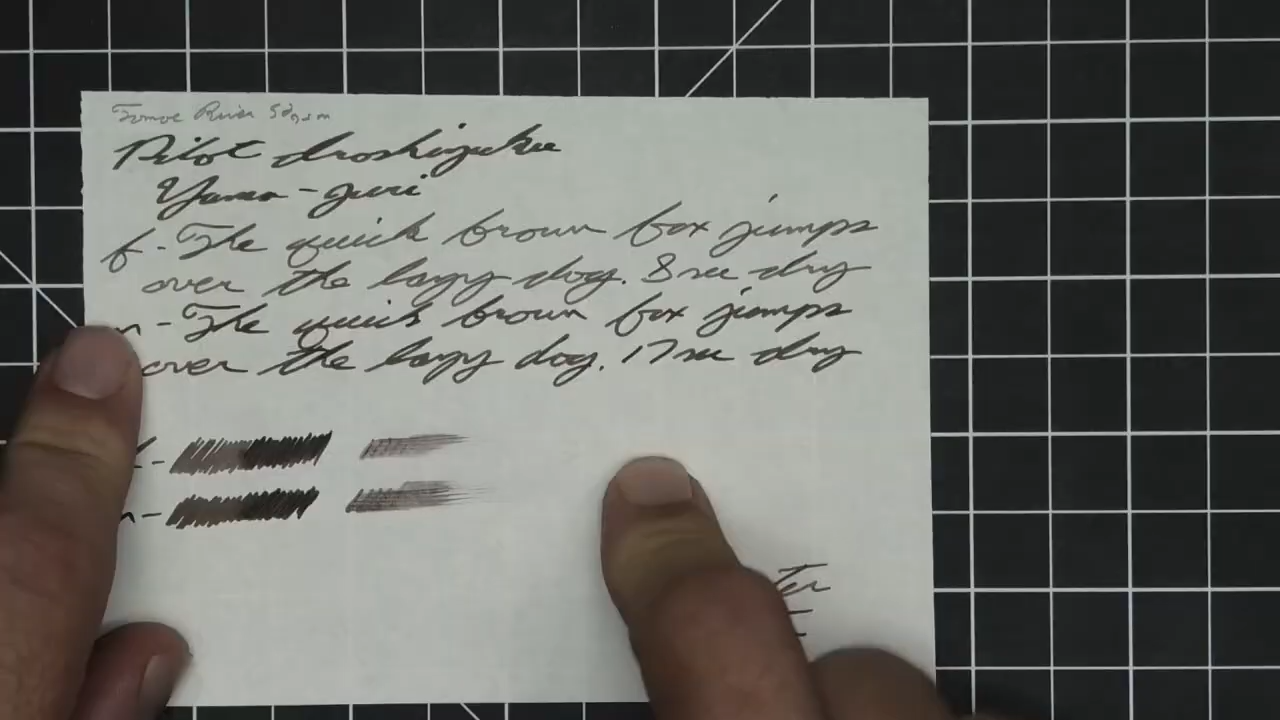 Tomoe River 52gsm
Pilot Iroshizuku
Yama-guri
f-The quick brown fox jumps
over the lazy dog. 8 sec dry
m-The quick brown fox jumps
over the lazy dog. 17 sec dry
f-
m-